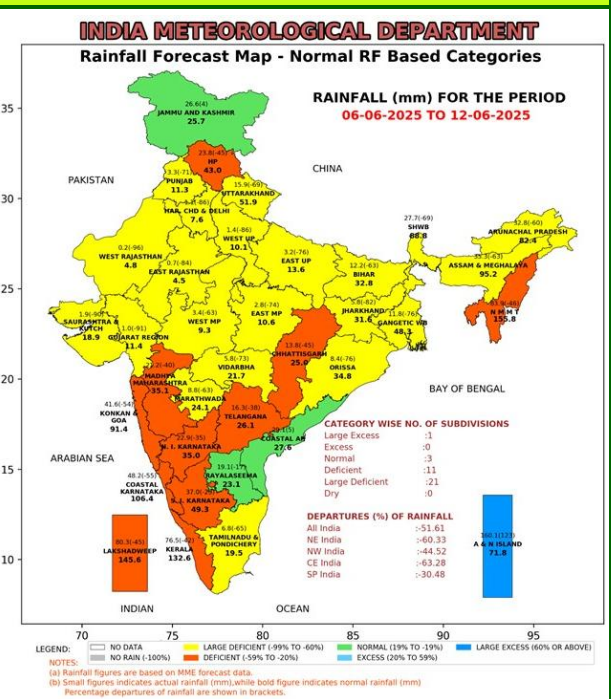 INDIA METEOROLOGICAL DEPARTMENT
Rainfall Forecast Map - Normal RF Based Categories
RAINFALL (mm) FOR THE PERIOD
06-06-2025 TO 12-06-2025
35
30
25
20
15
10
26.6(4)
JAMMU AND KASHMIR
25.7
23.8(-45)
HP
43.0
CHINA
PAKISTAN
3.3(-71)
PUNJAB
11.3
15.9(-69)
UTTARAKHAND
51.9
HAR. CHD & DELHI
7.6
1.4(-86)
WEST UP
10.1
27.7(-69)
SHWB
88.8
32.8(-60)
ARUNACHAL PRADESH
82.4
0.2(-96)
WEST RAJASTHAN
4.8
0.7(-84)
EAST RAJASTHAN
4.5
3.2(-76)
EAST UP
13.6
12.2(-63)
BIHAR
32.8
35.3(-63)
ASSAM & MEGHALAYA
95.2
N M M T
155.8
1.9(-90)
SAURASHTRA &
KUTCH
18.9
1.0(-91)
GUJARAT REGION
11.4
3.4(-63)
WEST MP
9.3
2.8(-74)
EAST MP
10.6
5.8(-82)
JHARKHAND
31.6
11.8(-76)
GANGETIC WB
48.3
13.8(-45)
CHHATTISGARH
25.0
8.4(-76)
ORISSA
34.8
5.8(-73)
VIDARBHA
21.7
MADHYA
MAHARASHTRA
35.1
8.8(-63)
MARATHWADA
24.1
BAY OF BENGAL
41.6(-54)
KONKAN &
GOA
91.4
16.3(-38)
TELANGANA
26.1
COASTAL AP
27.6
22.9(-35)
N. I. KARNATAKA
35.0
ARABIAN SEA
48.2(-55)
COASTAL
KARNATAKA
106.4
19.1(-17)
RAYALASEEMA
23.1
S. I. KARNATAKA
49.3
80.3(-45)
LAKSHADWEEP
145.6
76.5(-42)
KERALA
132.6
6.8(-65)
TAMILNADU &
PONDICHERY
19.5
160.1(123)
A & N ISLAND
71.8
CATEGORY WISE NO. OF SUBDIVISIONS
Large Excess :1
Excess :0
Normal :3
Deficient :11
Large Deficient :21
Dry :0
DEPARTURES (%) OF RAINFALL
All India :-51.61
NE India :-60.33
NW India :-44.52
CE India :-63.28
SP India :-30.48
INDIAN OCEAN
70 75 80 85 90 95
LEGEND:
NO DATA
LARGE DEFICIENT (-99% TO -60%)
NORMAL (19% TO -19%)
LARGE EXCESS (60% OR ABOVE)
NO RAIN (-100%)
DEFICIENT (-59% TO -20%)
EXCESS (20% TO 59%)
NOTES:
(a) Rainfall figures are based on MME forecast data.
(b) Small figures indicates actual rainfall (mm),while bold figure indicates normal rainfall (mm)
Percentage departures of rainfall are shown in brackets.